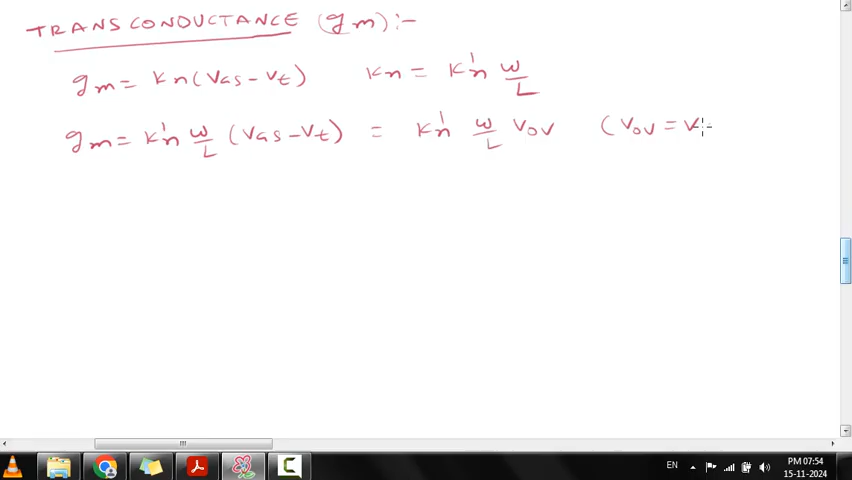 TRANSCONDUCTANCE (gm):-
gm = kn(VGS-Vt) kn = k'n W/L
gm = k'n W/L (VGS-Vt) = k'n W/L VOV (VOV = V
EN PM 07:54
15-11-2024